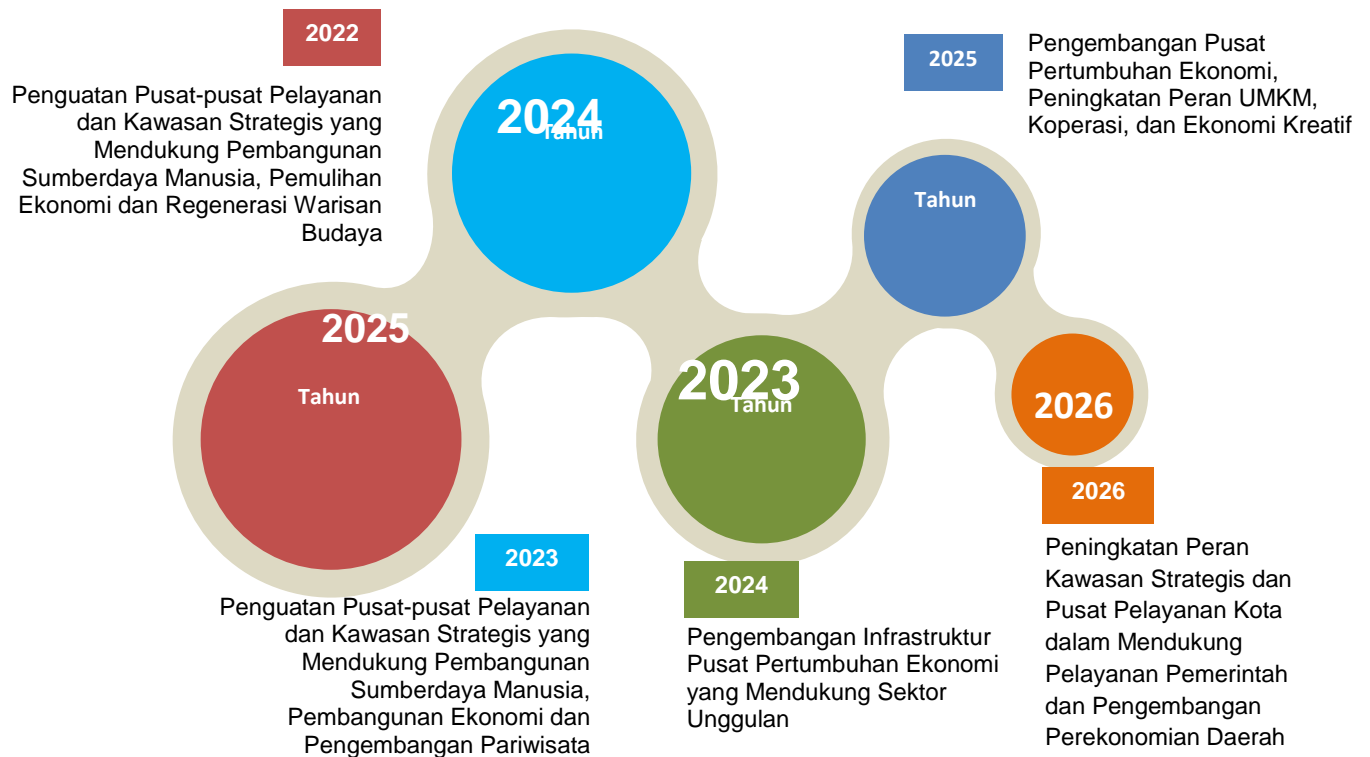 2022
Penguatan Pusat-pusat Pelayanan
dan Kawasan Strategis yang
Mendukung Pembangunan
Sumberdaya Manusia, Pemulihan
Ekonomi dan Regenerasi Warisan
Budaya
2025
Tahun
2024
Tahun
2023
Penguatan Pusat-pusat Pelayanan
dan Kawasan Strategis yang
Mendukung Pembangunan
Sumberdaya Manusia,
Pembangunan Ekonomi dan
Pengembangan Pariwisata
2023
Tahun
2024
Pengembangan Infrastruktur
Pusat Pertumbuhan Ekonomi
yang Mendukung Sektor
Unggulan
2025
Pengembangan Pusat
Pertumbuhan Ekonomi,
Peningkatan Peran UMKM,
Koperasi, dan Ekonomi Kreatif
Tahun
2026
2026
Peningkatan Peran
Kawasan Strategis dan
Pusat Pelayanan Kota
dalam Mendukung
Pelayanan Pemerintah
dan Pengembangan
Perekonomian Daerah